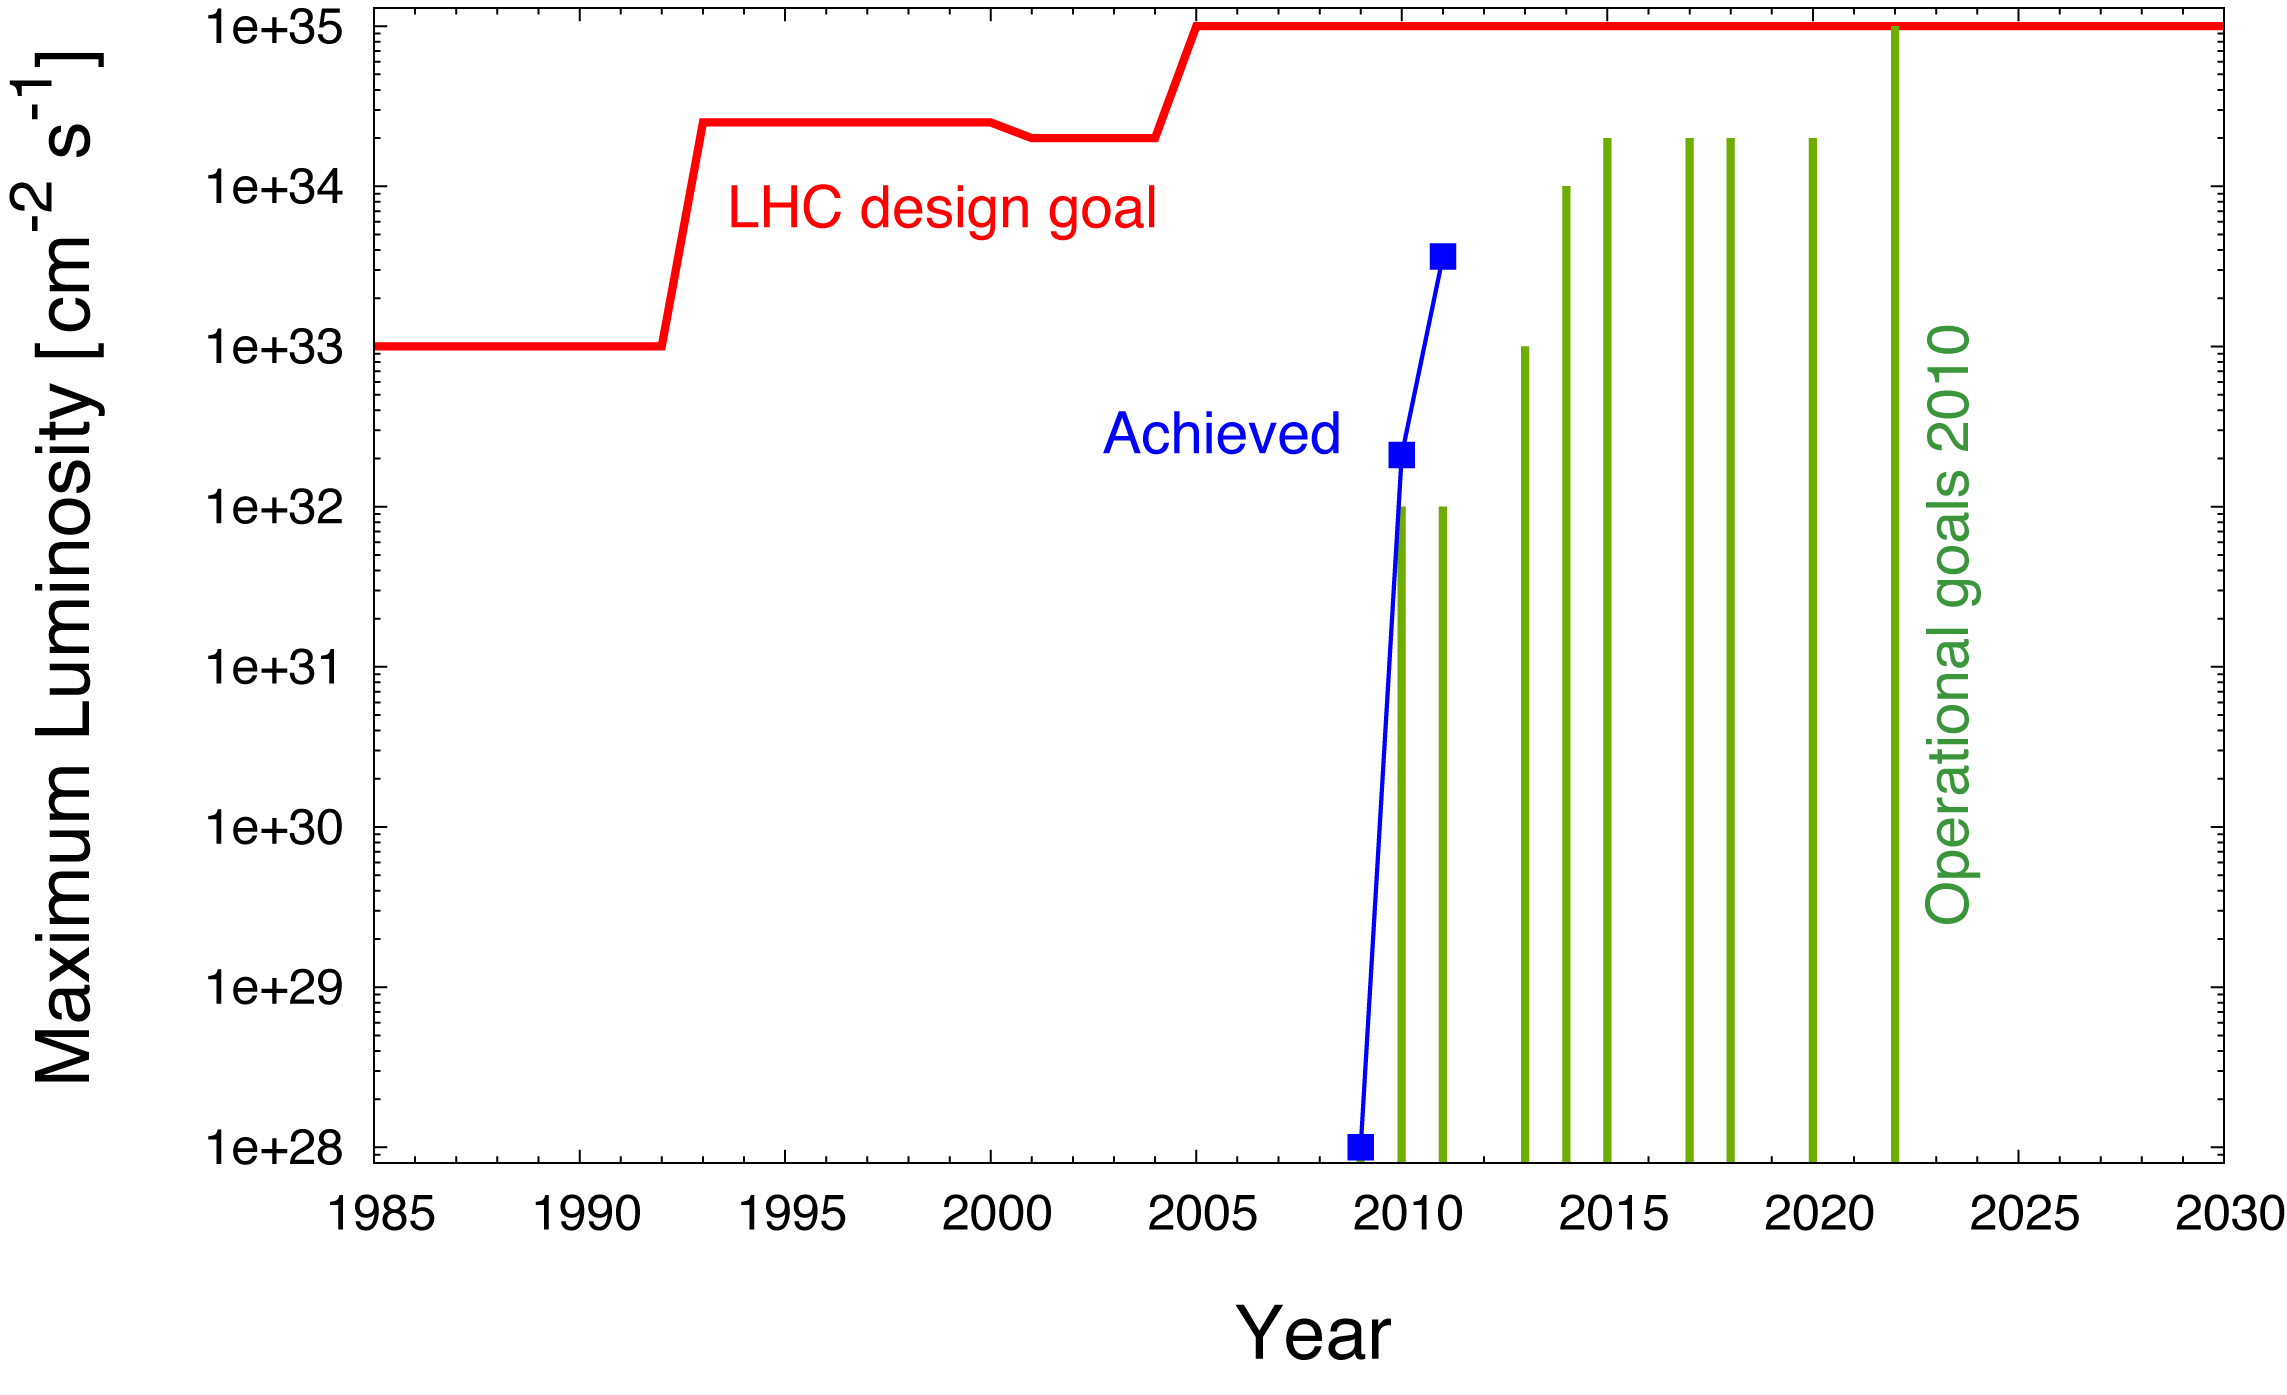 Maximum Luminosity [cm-2 s-1]
1e+35
1e+34
1e+33
1e+32
1e+31
1e+30
1e+29
1e+28
LHC design goal
Achieved
Operational goals 2010
1985 1990 1995 2000 2005 2010 2015 2020 2025 2030
Year